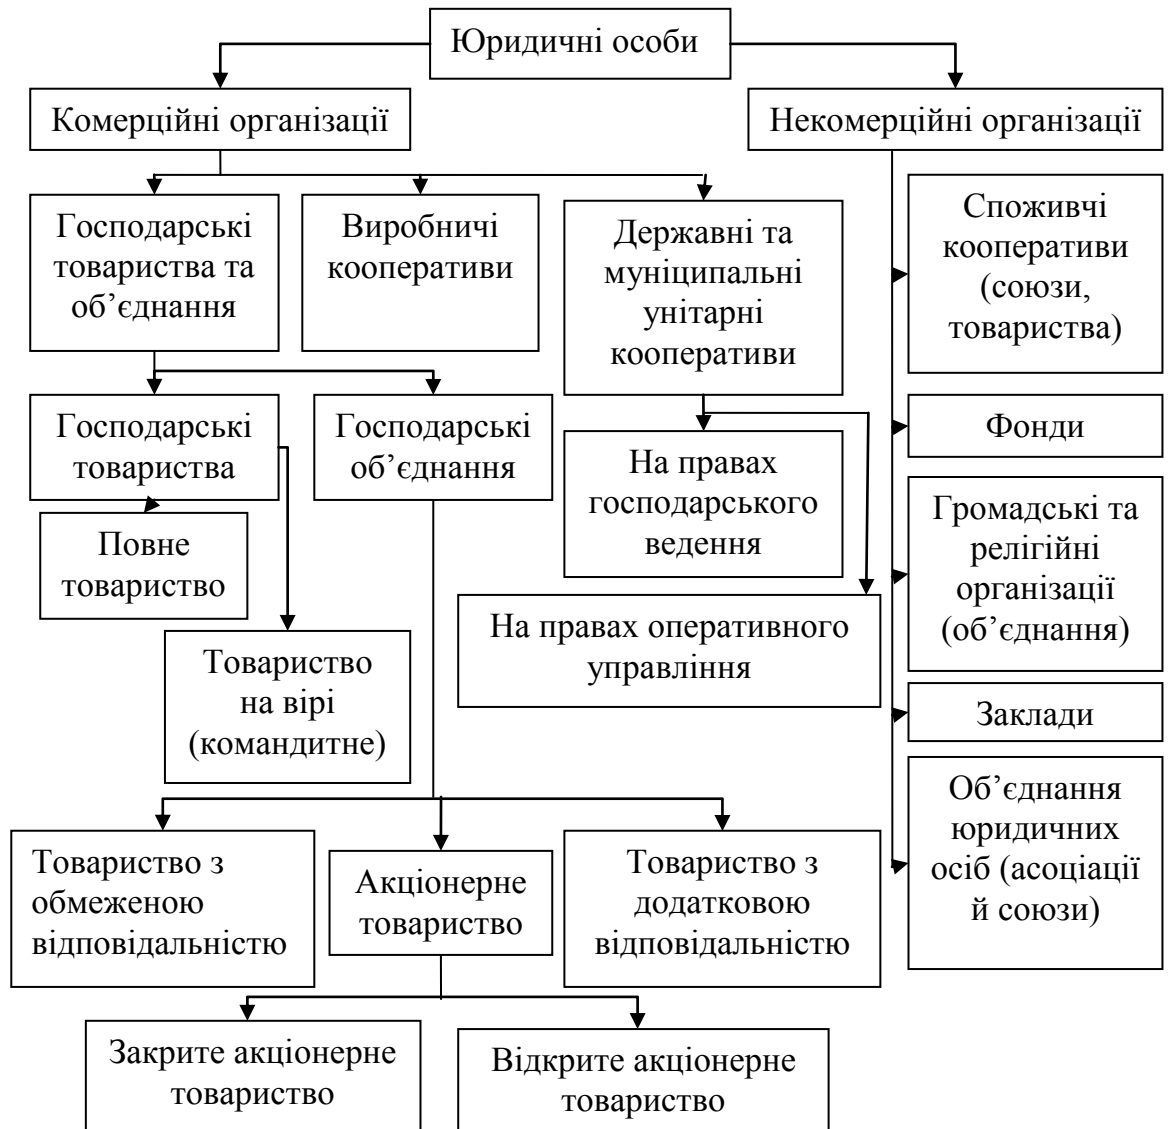 Юридичні особи
Комерційні організації
Некомерційні організації
Господарські
товариства та
об’єднання
Виробничі
кооперативи
Державні та
муніципальні
унітарні
кооперативи
Споживчі
кооперативи
(союзи,
товариства)
Господарські
товариства
Господарські
об’єднання
На правах
господарського
ведення
Фонди
Повне
товариство
Громадські та
релігійні
організації
(об’єднання)
На правах оперативного
управління
Товариство
на вірі
(командитне)
Заклади
Об’єднання
юридичних
осіб (асоціації
й союзи)
Товариство з
обмеженою
відповідальністю
Акціонерне
товариство
Товариство з
додатковою
відповідальністю
Закрите акціонерне
товариство
Відкрите акціонерне
товариство